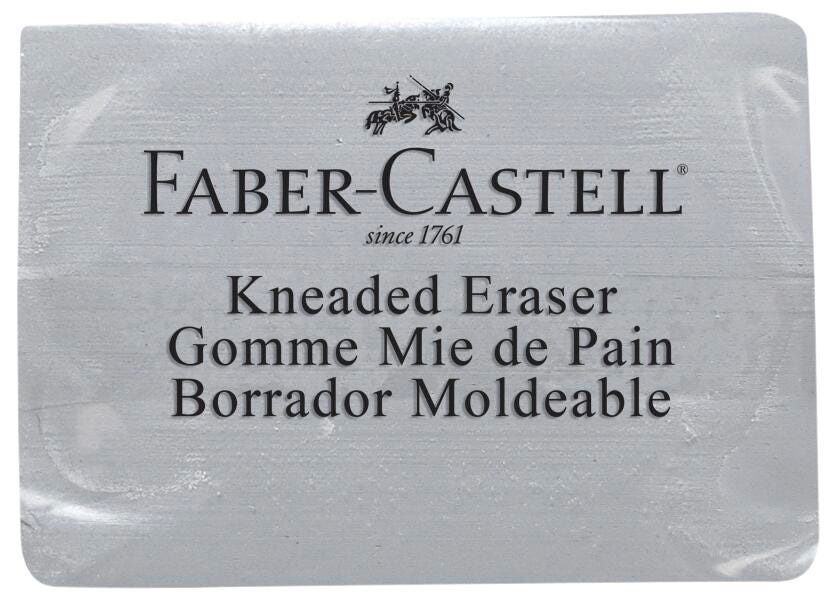 FABER-CASTELL®
since 1761
Kneaded Eraser
Gomme Mie de Pain
Borrador Moldeable